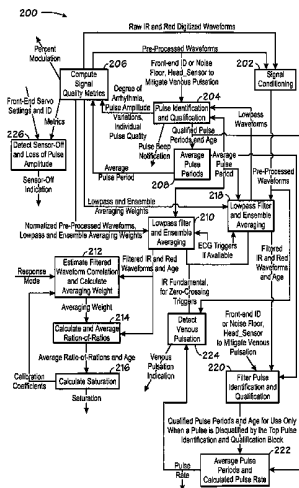 200
Raw IR and Red Digitized Waveforms
Pre-Processed Waveforms
Percent
Modulation
206
Compute
Signal
Quality Metrics
Front-end ID or Noise
Floor, Head_Sensor
to Mitigate Venous Pulsation
202
Signal
Conditioning
Front-End Servo
Settings and ID
Metrics
Degree of
Arrhythmia,
Pulse Amplitude
Variations,
Individual
Pulse Quality
204
Pulse Identification
and Qualification
Lowpass
Waveforms
226
Detect Sensor-Off
and Loss of Pulse
Amplitude
Pulse Beep
Notification
Qualified Pulse
Periods and Age
Pre-Processed
Waveforms
Sensor-Off
Indication
Average
Pulse Period
Average Pulse
Periods
208
Average
Pulse Period
218
Lowpass and Ensemble
Averaging Weights
210
Lowpass Filter
and Ensemble
Averaging
Normalized Pre-Processed Waveforms,
Lowpass and Ensemble Averaging Weights
Lowpass filter
and Ensemble
Averaging
ECG Triggers
if Available
212
Estimate Filtered
Waveform Correlation
and Calculate
Averaging Weight
Response
Mode
Filtered IR and Red
Waveforms and Age
IR Fundamental,
for Zero-Crossing
Triggers
Filtered
IR and Red
Waveforms
and Age
Averaging Weight
214
Calculate and Average
Ratio-of-Ratios
Detect
Venous
Pulsation
224
Front-end ID
or Noise Floor,
Head_Sensor
to Mitigate Venous
Pulsation
Average Ratio-of-Rations and Age
216
Calibration
Coefficients
Calculate Saturation
Venous
Pulsation
Indication
220
Filter Pulse
Identification and
Qualification
Saturation
Qualified Pulse Periods and Age for Use Only
When a Pulse is Disqualified by the Top Pulse
Identification and Qualification Block
222
Pulse
Rate
Average Pulse
Periods and
Calculated Pulse Rate